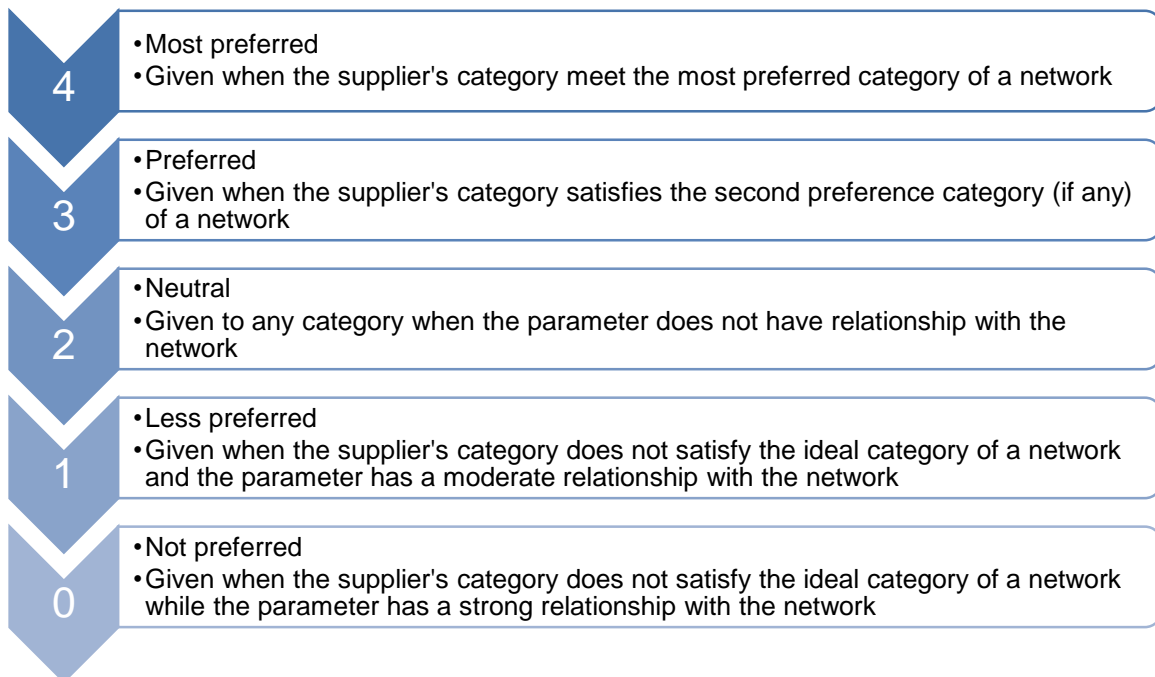 4
•Most preferred
•Given when the supplier's category meet the most preferred category of a network
3
•Preferred
•Given when the supplier's category satisfies the second preference category (if any)
of a network
2
•Neutral
•Given to any category when the parameter does not have relationship with the
network
1
•Less preferred
•Given when the supplier's category does not satisfy the ideal category of a network
and the parameter has a moderate relationship with the network
0
•Not preferred
•Given when the supplier's category does not satisfy the ideal category of a network
while the parameter has a strong relationship with the network